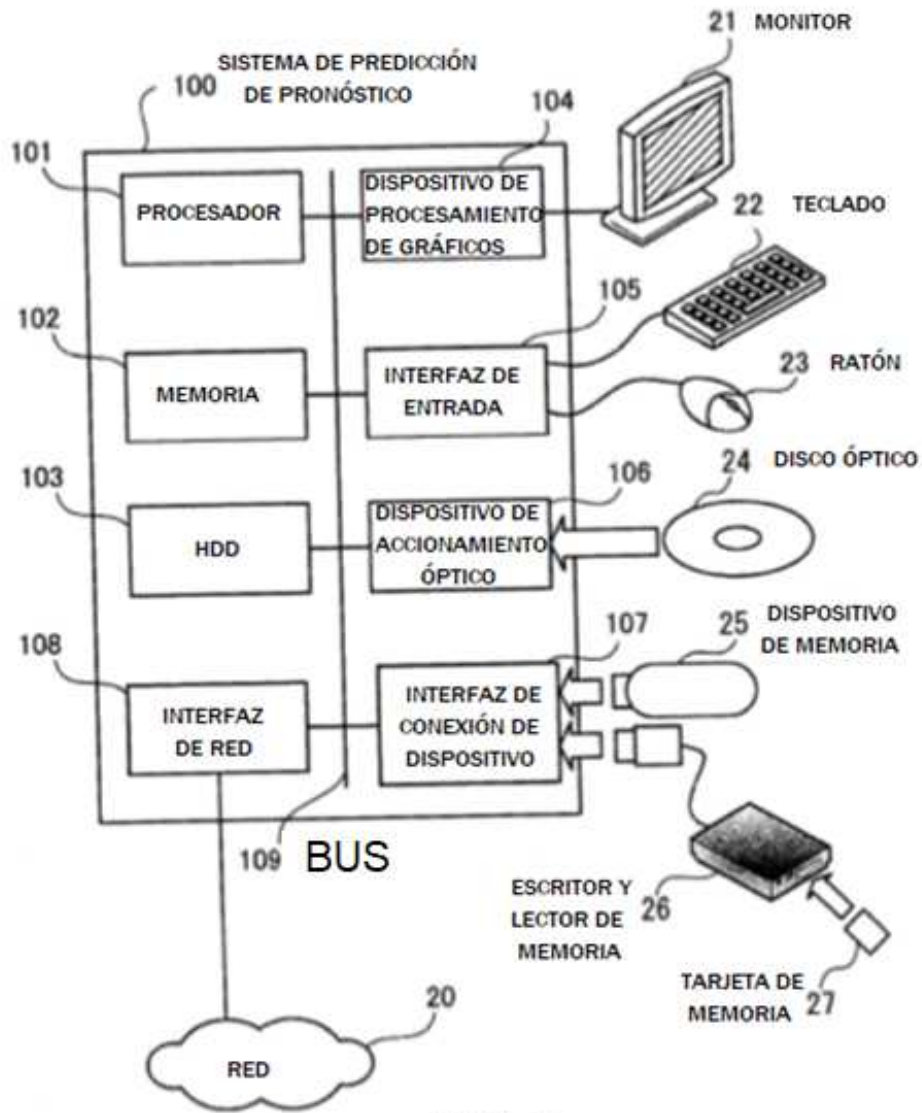 21 MONITOR
SISTEMA DE PREDICCIÓN
DE PRONÓSTICO
100
104
101
PROCESADOR
DISPOSITIVO DE
PROCESAMIENTO
DE GRÁFICOS
22 TECLADO
105
102
MEMORIA
INTERFAZ DE
ENTRADA
23 RATÓN
24 DISCO ÓPTICO
106
103
HDD
DISPOSITIVO DE
ACCIONAMIENTO
ÓPTICO
107
25 DISPOSITIVO
DE MEMORIA
108
INTERFAZ
DE RED
INTERFAZ DE
CONEXIÓN DE
DISPOSITIVO
109 BUS
ESCRITOR Y
LECTOR DE
MEMORIA
26
TARJETA DE
MEMORIA 27
20
RED